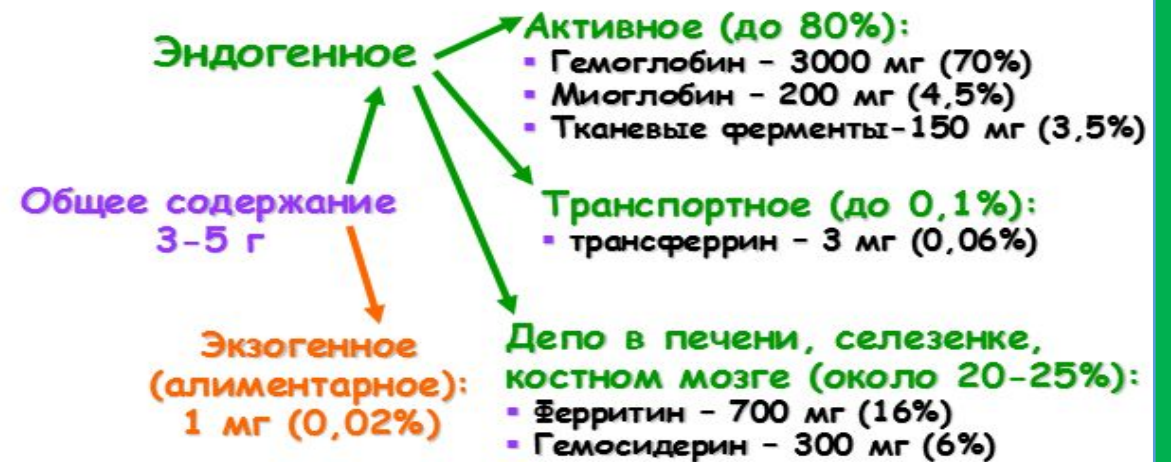 Эндогенное
Активное (до 80%):
▪ Гемоглобин – 3000 мг (70%)
▪ Миоглобин – 200 мг (4,5%)
▪ Тканевые ферменты-150 мг (3,5%)
Общее содержание
3-5 г
Транспортное (до 0,1%):
▪ трансферрин – 3 мг (0,06%)
Экзогенное
(алиментарное):
1 мг (0,02%)
Депо в печени, селезенке,
костном мозге (около 20-25%):
▪ Ферритин – 700 мг (16%)
▪ Гемосидерин – 300 мг (6%)